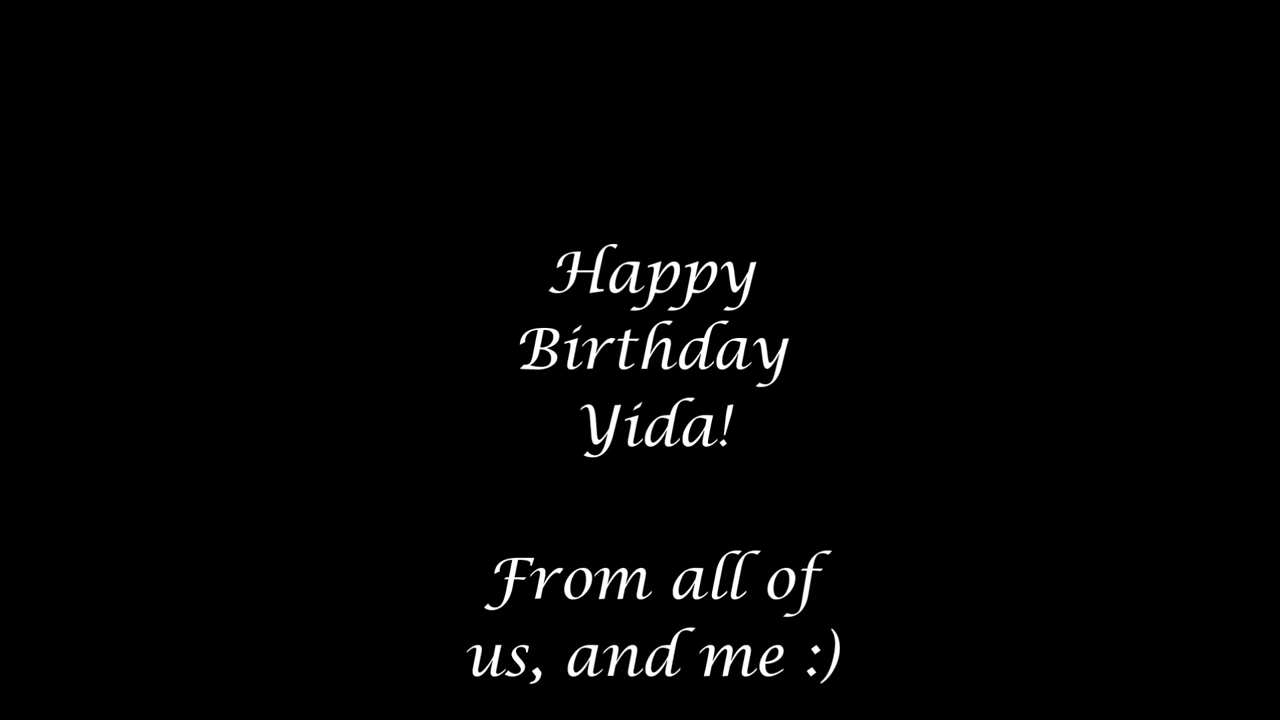 Happy
Birthday
Yida!
From all of
us, and me :)